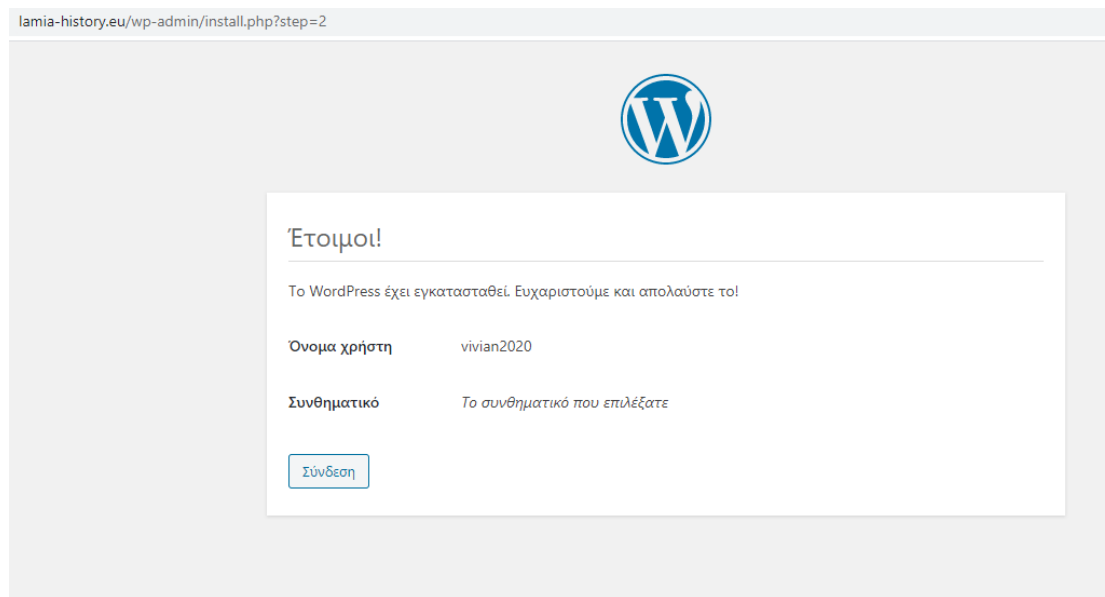 lamia-history.eu/wp-admin/install.php?step=2
Έτοιμοι!
Το WordPress έχει εγκατασταθεί. Ευχαριστούμε και απολαύστε το!
Όνομα χρήστη vivian2020
Συνθηματικό Το συνθηματικό που επιλέξατε
Σύνδεση